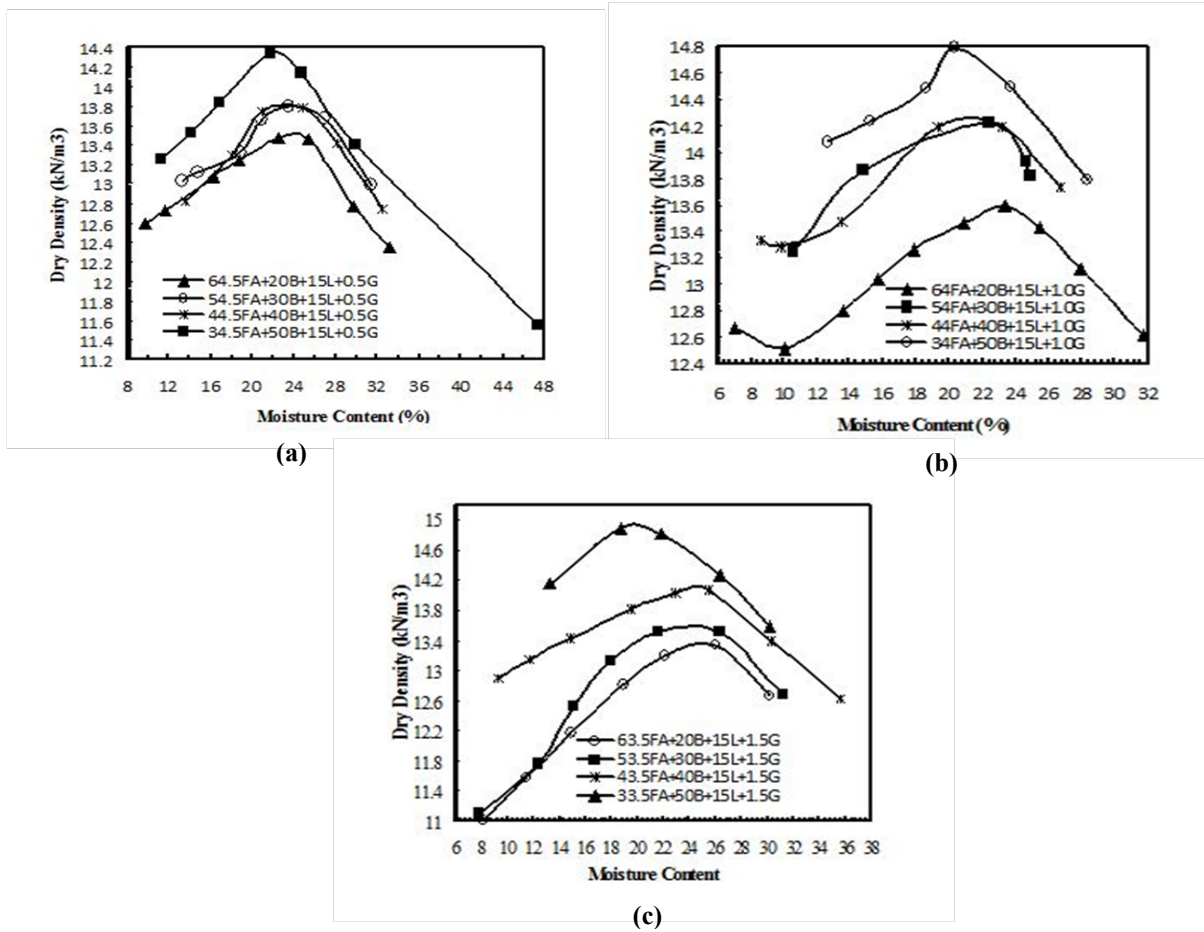 14.4
14.2
14
13.8
13.6
13.4
13.2
13
12.8
12.6
12.4
12.2
12
11.8
11.6
11.4
11.2
Dry Density (kN/m3)
64.5FA+20B+15L+0.5G
54.5FA+30B+15L+0.5G
44.5FA+40B+15L+0.5G
34.5FA+50B+15L+0.5G
8 12 16 20 24 28 32 36 40 44 48
Moisture Content (%)
(a)
14.8
14.6
14.4
14.2
14
13.8
13.6
13.4
13.2
13
12.8
12.6
12.4
Dry Density (kN/m3)
64FA+20B+15L+1.0G
54FA+30B+15L+1.0G
44FA+40B+15L+1.0G
34FA+50B+15L+1.0G
6 8 10 12 14 16 18 20 22 24 26 28 30 32
Moisture Content (%)
(b)
15
14.6
14.2
13.8
13.4
13
12.6
12.2
11.8
11.4
11
Dry Density (kN/m3)
63.5FA+20B+15L+1.5G
53.5FA+30B+15L+1.5G
43.5FA+40B+15L+1.5G
33.5FA+50B+15L+1.5G
6 8 10 12 14 16 18 20 22 24 26 28 30 32 34 36 38
Moisture Content
(c)